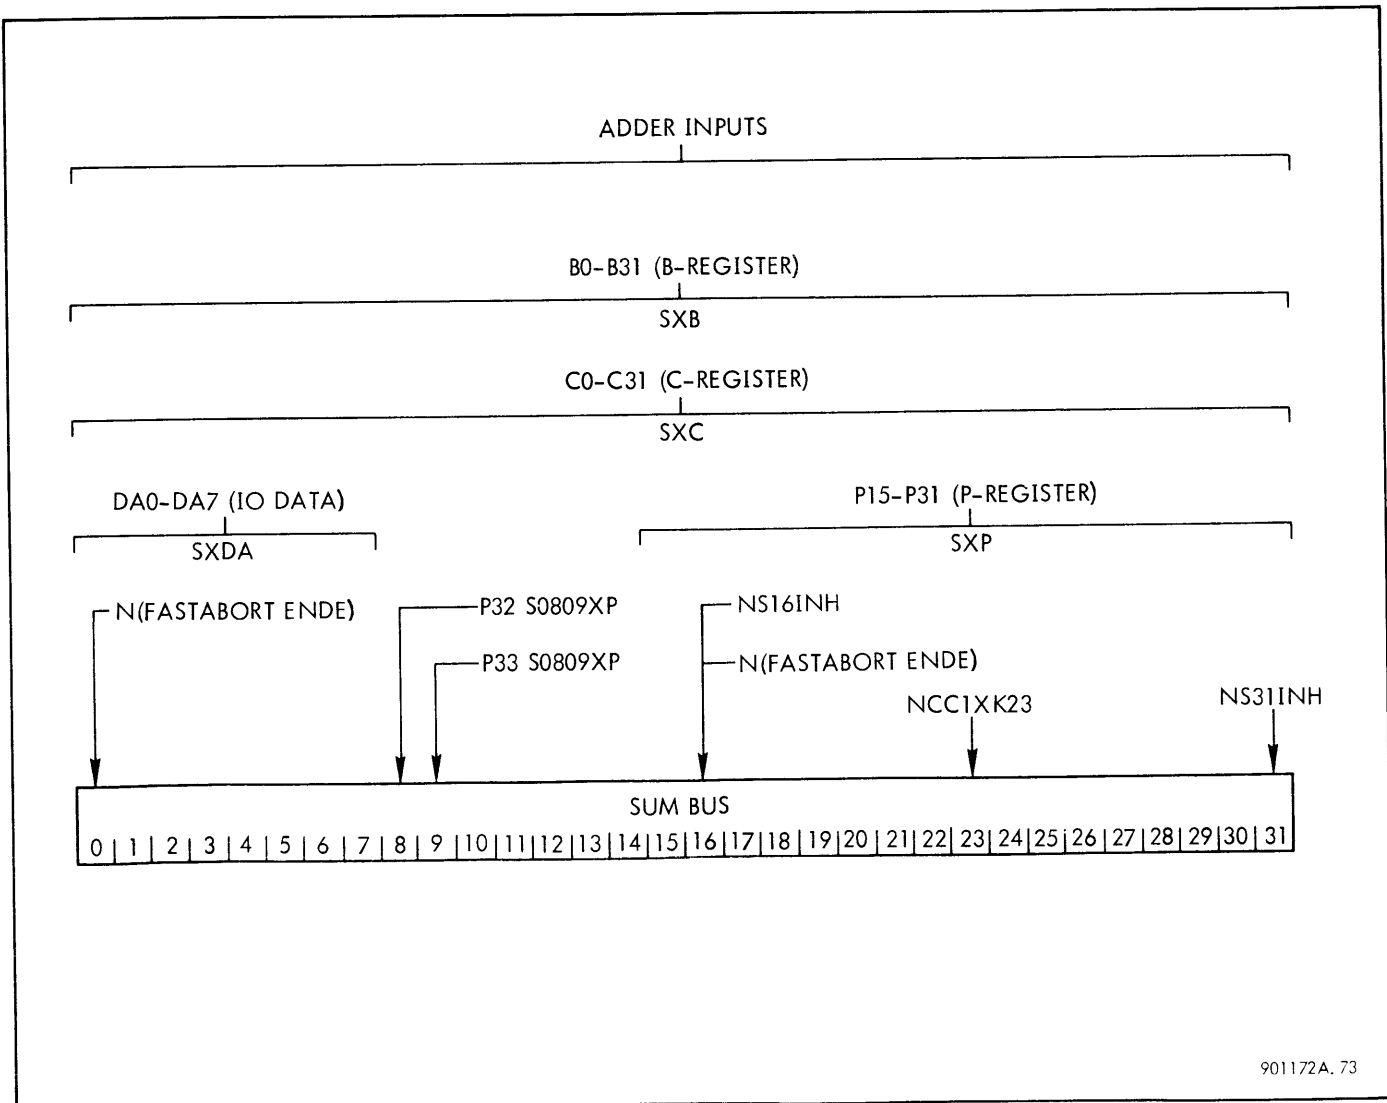 ADDER INPUTS
B0-B31 (B-REGISTER)
SXB
C0-C31 (C-REGISTER)
SXC
DA0-DA7 (IO DATA)
SXDA
P15-P31 (P-REGISTER)
SXP
N(FASTABORT ENDE)
P32 S0809XP
NS16INH
P33 S0809XP
N(FASTABORT ENDE)
NCC1XK23
NS31INH
SUM BUS
0 | 1 | 2 | 3 | 4 | 5 | 6 | 7 | 8 | 9 | 10 | 11 | 12 | 13 | 14 | 15 | 16 | 17 | 18 | 19 | 20 | 21 | 22 | 23 | 24 | 25 | 26 | 27 | 28 | 29 | 30 | 31
901172A. 73